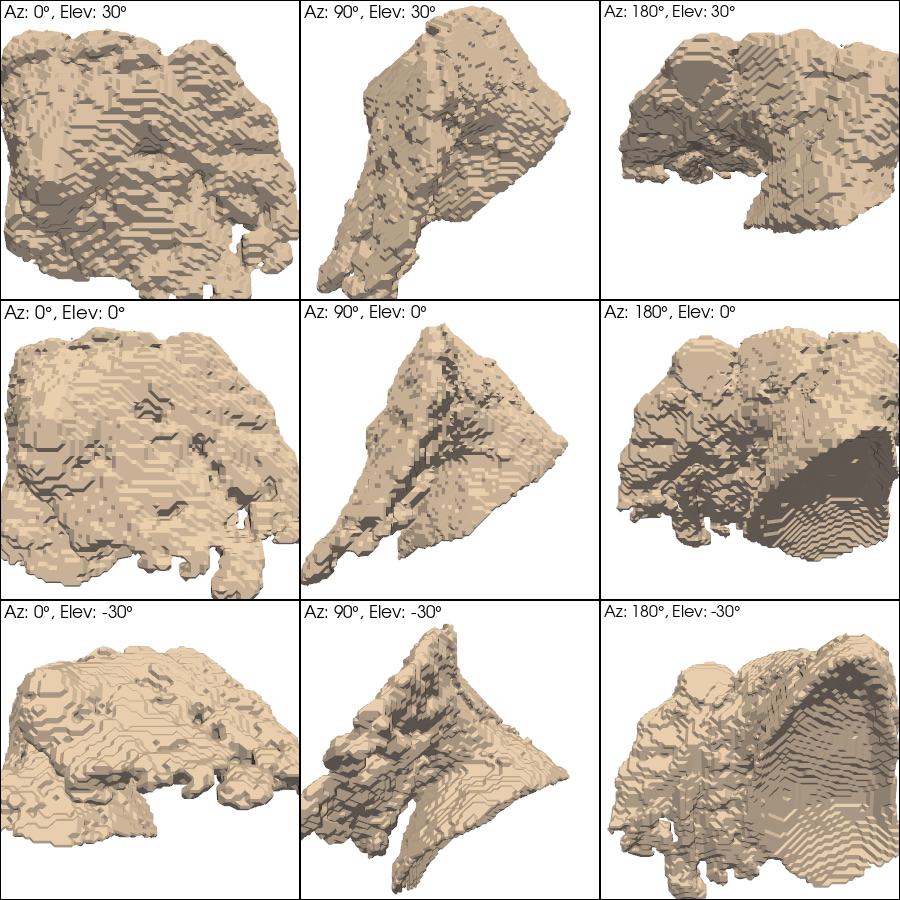 Az: 0°, Elev: 30°
Az: 90°, Elev: 30°
Az: 180°, Elev: 30°
Az: 0°, Elev: 0°
Az: 90°, Elev: 0°
Az: 180°, Elev: 0°
Az: 0°, Elev: -30°
Az: 90°, Elev: -30°
Az: 180°, Elev: -30°